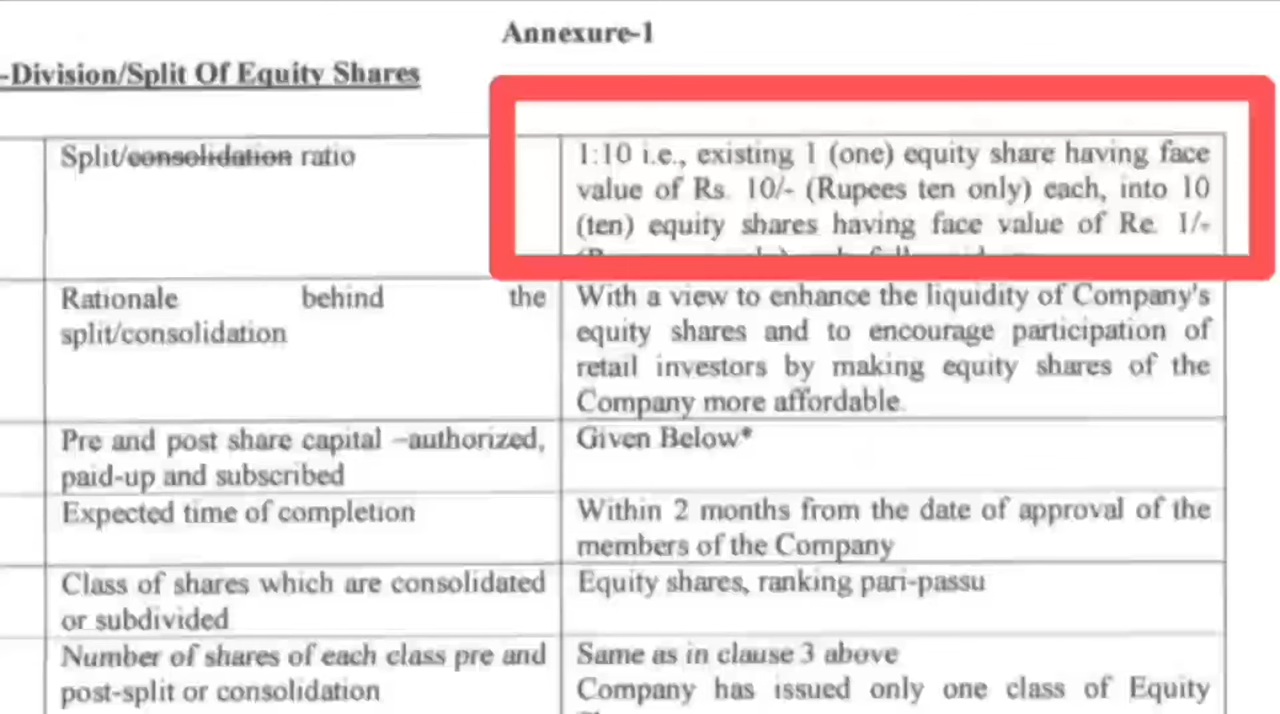 Annexure-1
-Division/Split Of Equity Shares
Split/consolidation ratio
1:10 i.e., existing 1 (one) equity share having face
value of Rs. 10/- (Rupees ten only) each, into 10
(ten) equity shares having face value of Re. 1/-
Rationale behind the
split/consolidation
With a view to enhance the liquidity of Company's
equity shares and to encourage participation of
retail investors by making equity shares of the
Company more affordable.
Pre and post share capital –authorized,
paid-up and subscribed
Given Below*
Expected time of completion
Within 2 months from the date of approval of the
members of the Company
Class of shares which are consolidated
or subdivided
Equity shares, ranking pari-passu
Number of shares of each class pre and
post-split or consolidation
Same as in clause 3 above
Company has issued only one class of Equity